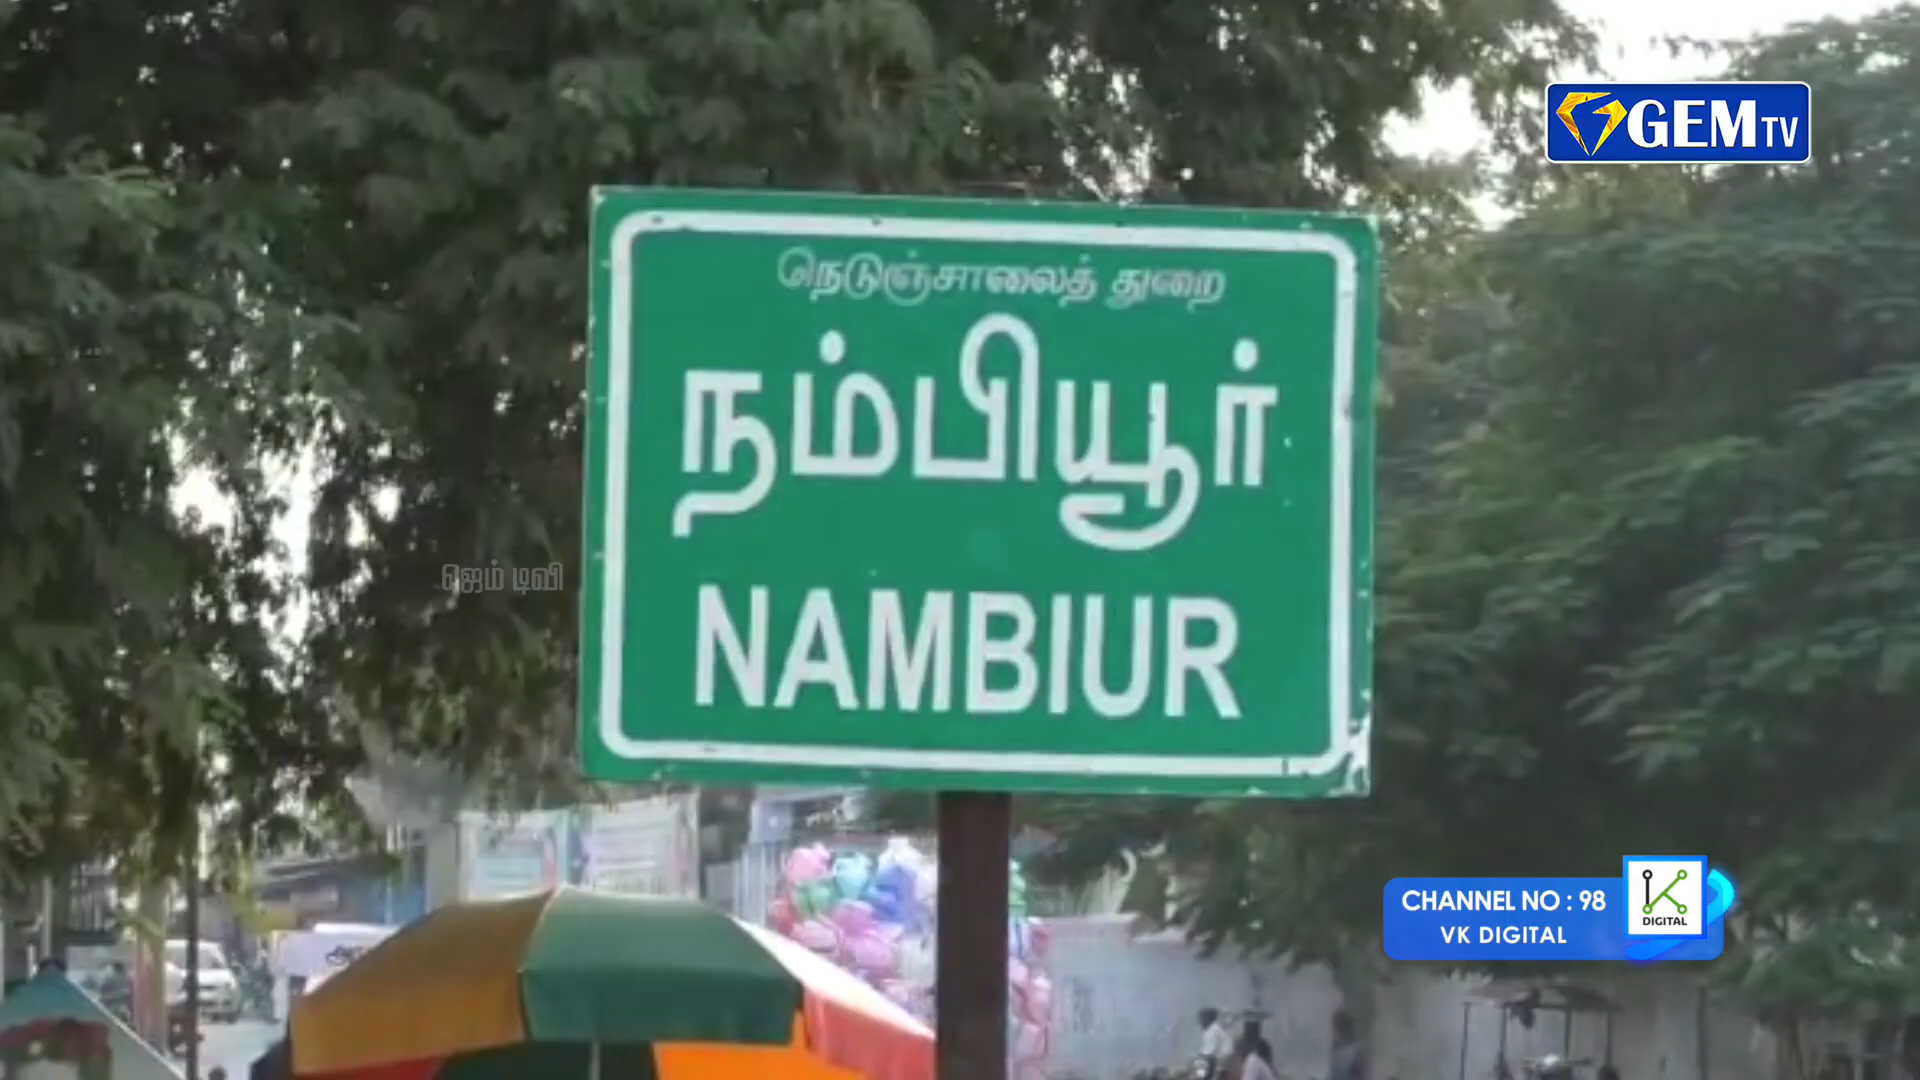 GEM TV
நெடுஞ்சாலைத் துறை
நம்பியூர்
NAMBIUR
ஜெம் டிவி
CHANNEL NO : 98
VK DIGITAL
K DIGITAL